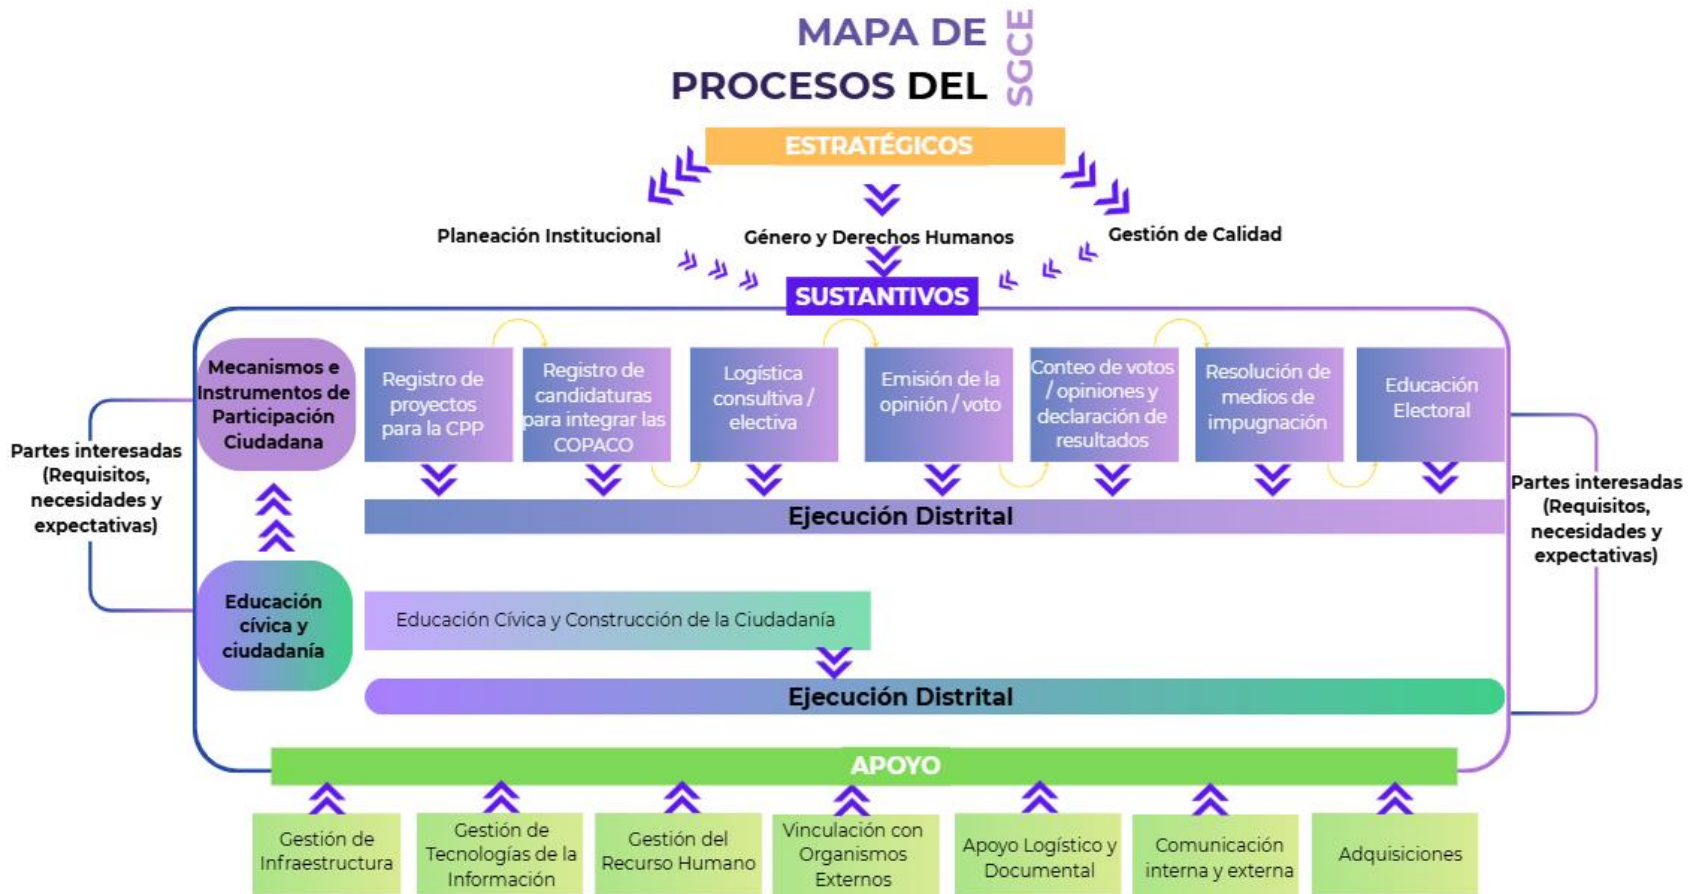 MAPA DE
PROCESOS DEL
SGCE
ESTRATÉGICOS
Planeación Institucional
Género y Derechos Humanos
Gestión de Calidad
SUSTANTIVOS
Partes interesadas
(Requisitos,
necesidades y
expectativas)
Mecanismos e
Instrumentos de
Participación
Ciudadana
Registro de
proyectos
para la CPP
Registro de
candidaturas
para integrar las
COPACO
Logística
consultiva /
electiva
Emisión de la
opinión / voto
Conteo de votos
/ opiniones y
declaración de
resultados
Resolución de
medios de
impugnación
Educación
Electoral
Ejecución Distrital
Partes interesadas
(Requisitos,
necesidades y
expectativas)
Educación
cívica y
ciudadanía
Educación Cívica y Construcción de la Ciudadanía
Ejecución Distrital
APOYO
Gestión de
Infraestructura
Gestión de
Tecnologías de la
Información
Gestión del
Recurso Humano
Vinculación con
Organismos
Externos
Apoyo Logístico y
Documental
Comunicación
interna y externa
Adquisiciones